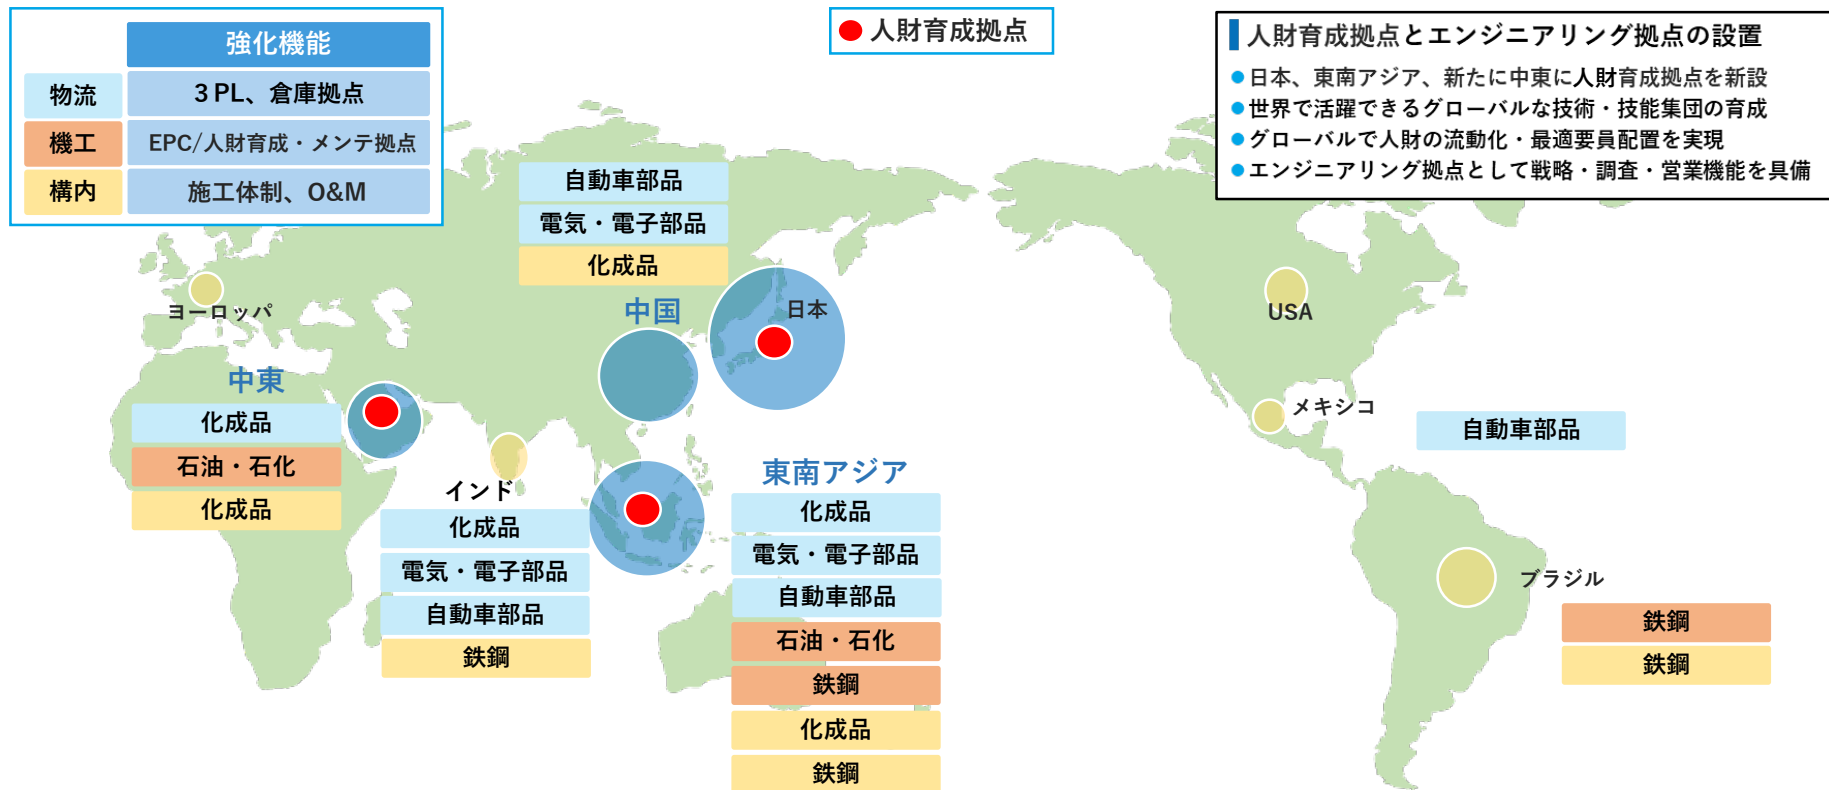 強化機能
物流
3PL、倉庫拠点
機工
EPC/人財育成・メンテ拠点
構内
施工体制、O&M
人財育成拠点
人財育成拠点とエンジニアリング拠点の設置
●日本、東南アジア、新たに中東に人財育成拠点を新設
●世界で活躍できるグローバルな技術・技能集団の育成
●グローバルで人財の流動化・最適要員配置を実現
●エンジニアリング拠点として戦略・調査・営業機能を具備
自動車部品
電気・電子部品
化成品
中国
日本
ヨーロッパ
中東
化成品
石油・石化
化成品
インド
化成品
電気・電子部品
自動車部品
鉄鋼
東南アジア
化成品
電気・電子部品
自動車部品
石油・石化
鉄鋼
化成品
鉄鋼
USA
メキシコ
自動車部品
ブラジル
鉄鋼
鉄鋼